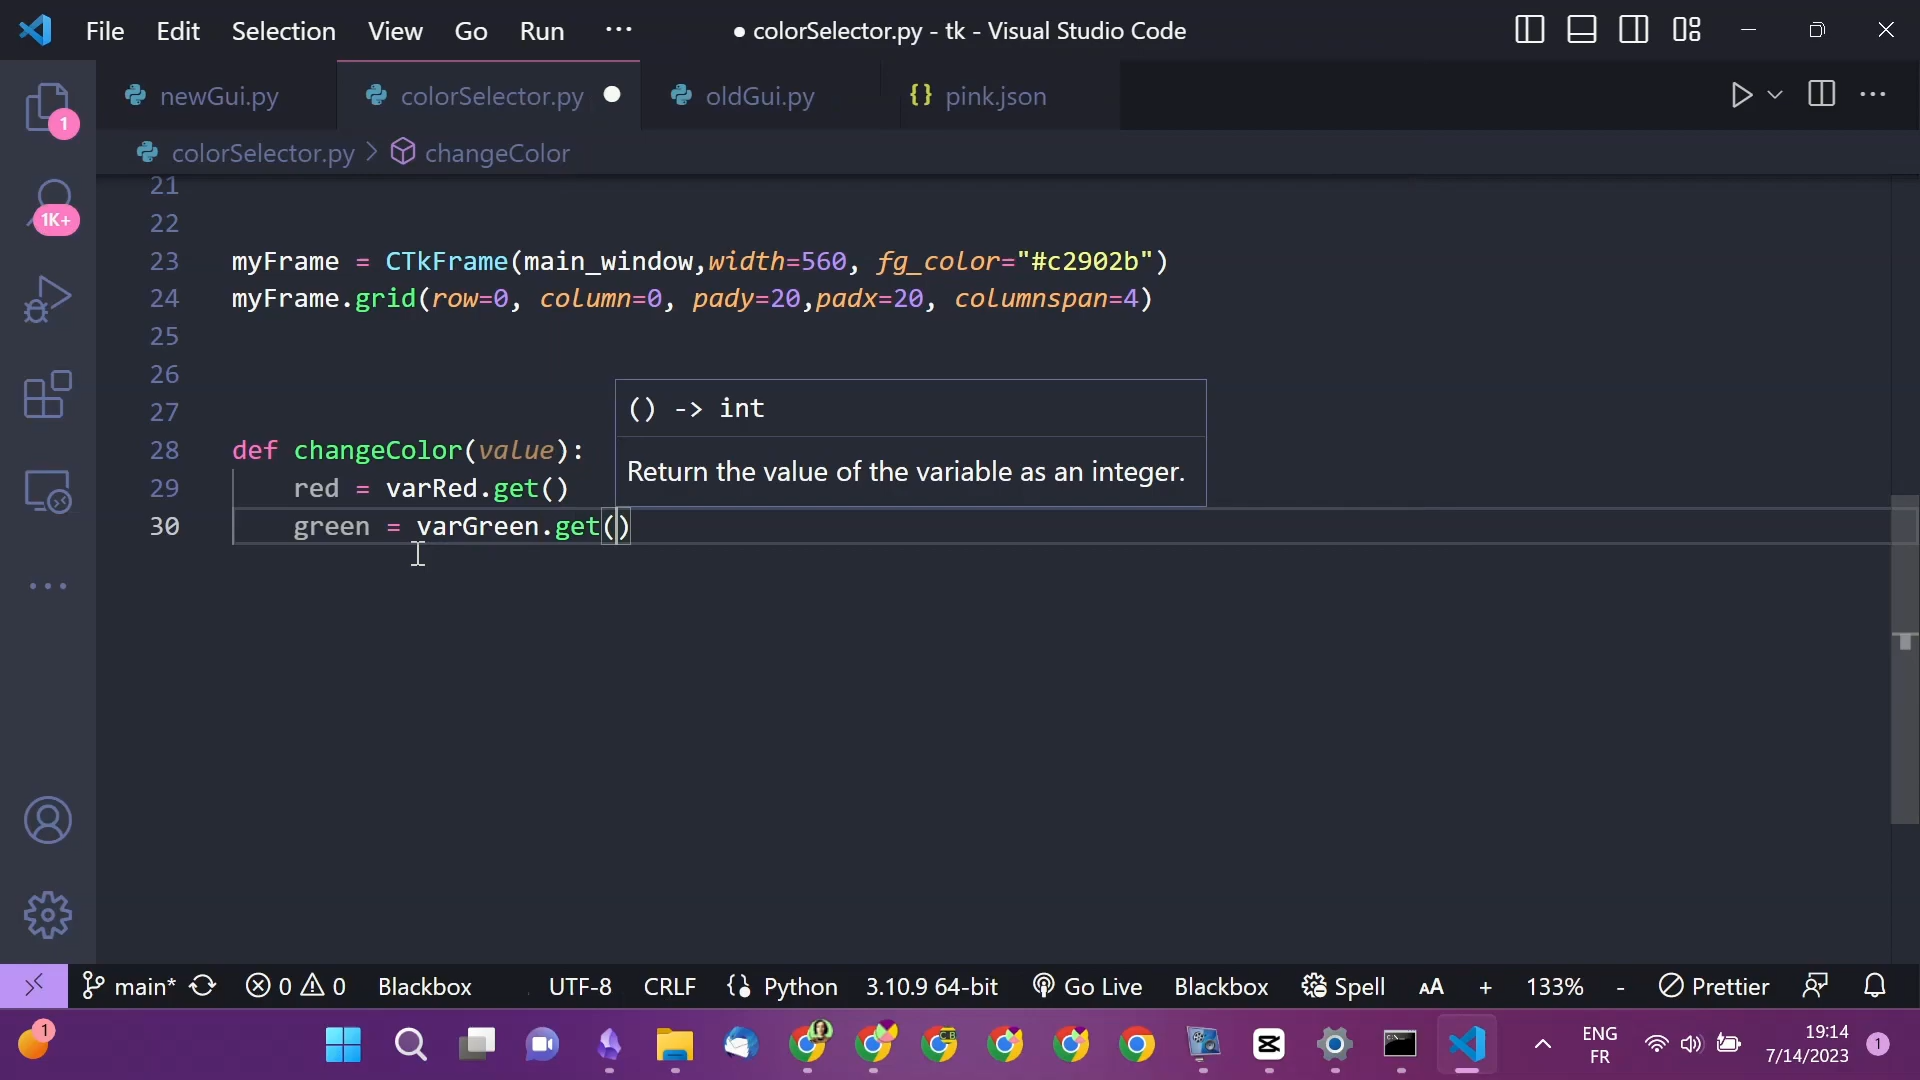 File Edit Selection View Go Run ··· ● colorSelector.py - tk - Visual Studio Code
newGui.py colorSelector.py ● oldGui.py {} pink.json
1
colorSelector.py > changeColor
21
1K+
22
23 myFrame = CTkFrame(main_window,width=560, fg_color="#c2902b")
24 myFrame.grid(row=0, column=0, pady=20,padx=20, columnspan=4)
25
26
27
() -> int
28 def changeColor(value):
Return the value of the variable as an integer.
29 red = varRed.get()
30 green = varGreen.get()
main* 0 0 Blackbox UTF-8 CRLF Python 3.10.9 64-bit Go Live Blackbox Spell AA + 133% - Prettier
1 C B ENG 19:14
FR 7/14/2023 1